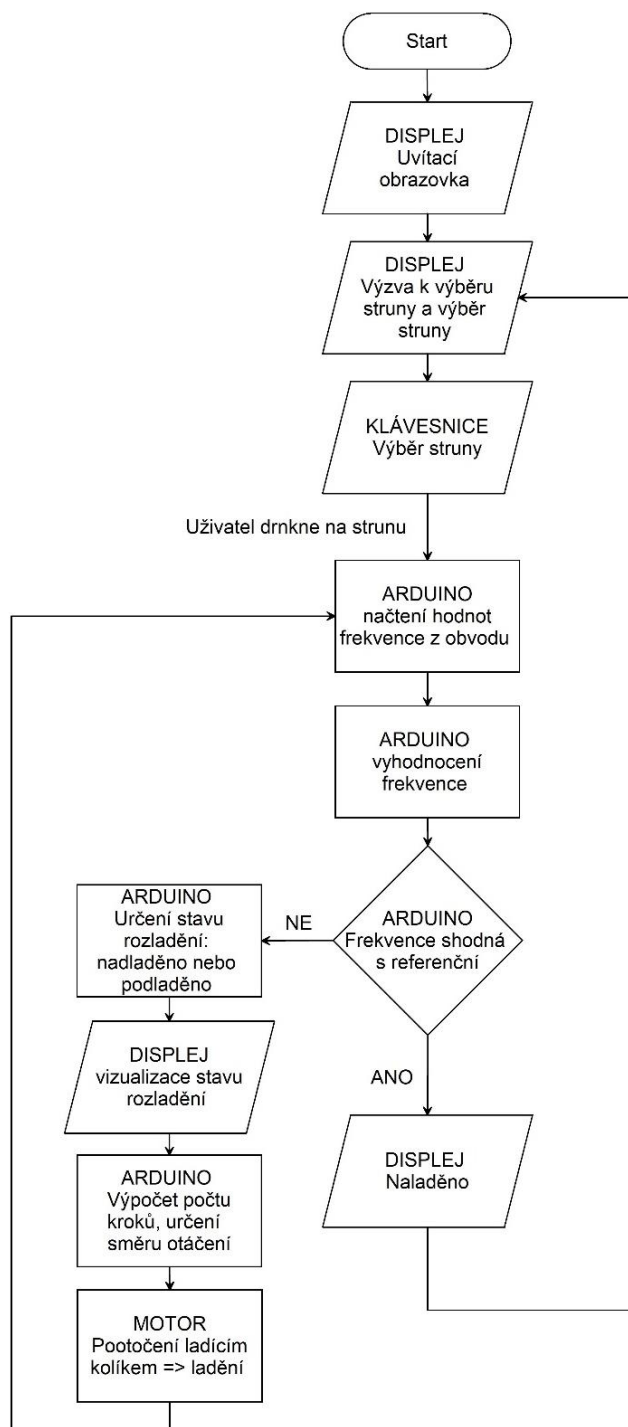 Start
DISPLEJ
Uvítací
obrazovka
DISPLEJ
Výzva k výběru
struny a výběr
struny
KLÁVESNICE
Výběr struny
Uživatel drnkne na strunu
ARDUINO
načtení hodnot
frekvence z obvodu
ARDUINO
vyhodnocení
frekvence
ARDUINO
Frekvence shodná
s referenční
NE
ARDUINO
Určení stavu
rozladění:
nadladěno nebo
podladěno
DISPLEJ
vizualizace stavu
rozladění
ARDUINO
Výpočet počtu
kroků, určení
směru otáčení
MOTOR
Pootočení ladícím
kolíkem => ladění
ANO
DISPLEJ
Naladěno